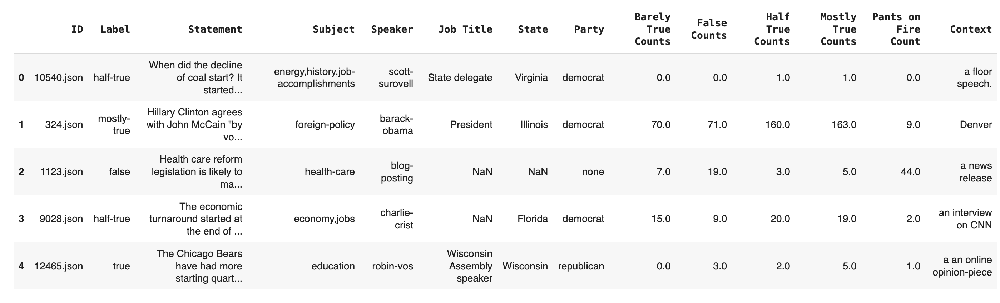 ID Label Statement Subject Speaker Job Title State Party Barely True Counts False Counts Half True Counts Mostly True Counts Pants on Fire Count Context
0 10540.json half-true When did the decline of coal start? It started... energy,history,job-accomplishments scott-surovell State delegate Virginia democrat 0.0 0.0 1.0 1.0 0.0 a floor speech.
1 324.json mostly-true Hillary Clinton agrees with John McCain "by vo... foreign-policy barack-obama President Illinois democrat 70.0 71.0 160.0 163.0 9.0 Denver
2 1123.json false Health care reform legislation is likely to ma... health-care blog-posting NaN NaN none 7.0 19.0 3.0 5.0 44.0 a news release
3 9028.json half-true The economic turnaround started at the end of ... economy,jobs charlie-crist NaN Florida democrat 15.0 9.0 20.0 19.0 2.0 an interview on CNN
4 12465.json true The Chicago Bears have had more starting quart... education robin-vos Wisconsin Assembly speaker Wisconsin republican 0.0 3.0 2.0 5.0 1.0 a an online opinion-piece